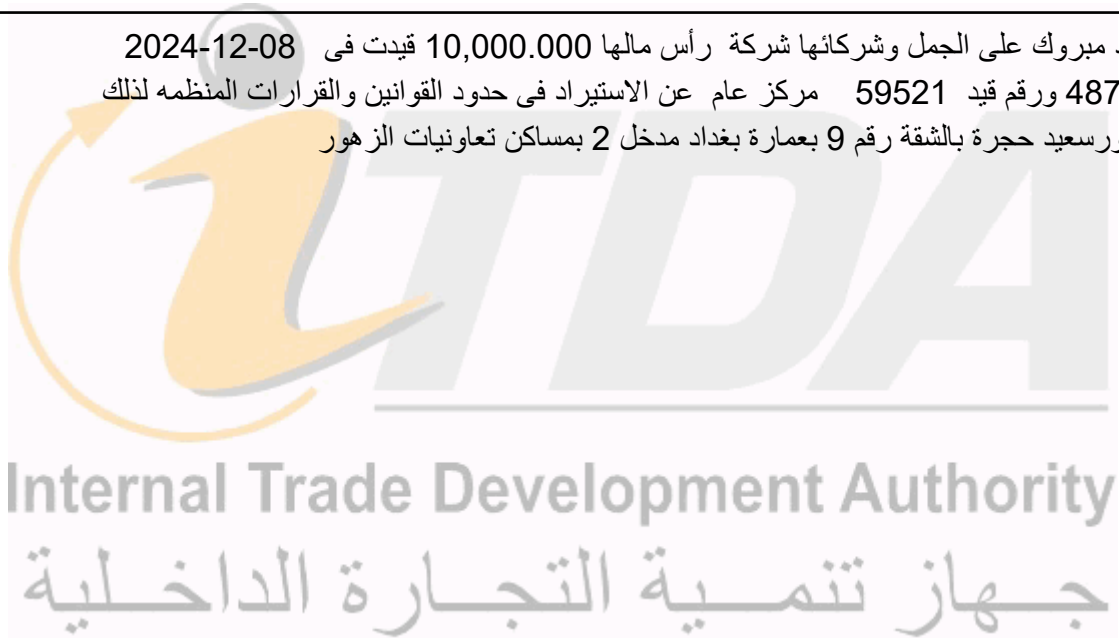 مبروك على الجمل وشركائها شركة رأس مالها 10,000.000 قيدت فى 08-12-2024
487 ورقم قيد 59521 مركز عام عن الاستيراد فى حدود القوانين والقرارات المنظمه لذلك
ورسعيد حجرة بالشقة رقم 9 بعمارة بغداد مدخل 2 بمساكن تعاونيات الزهور
iTDA
Internal Trade Development Authority
جهاز تنمية التجارة الداخلية